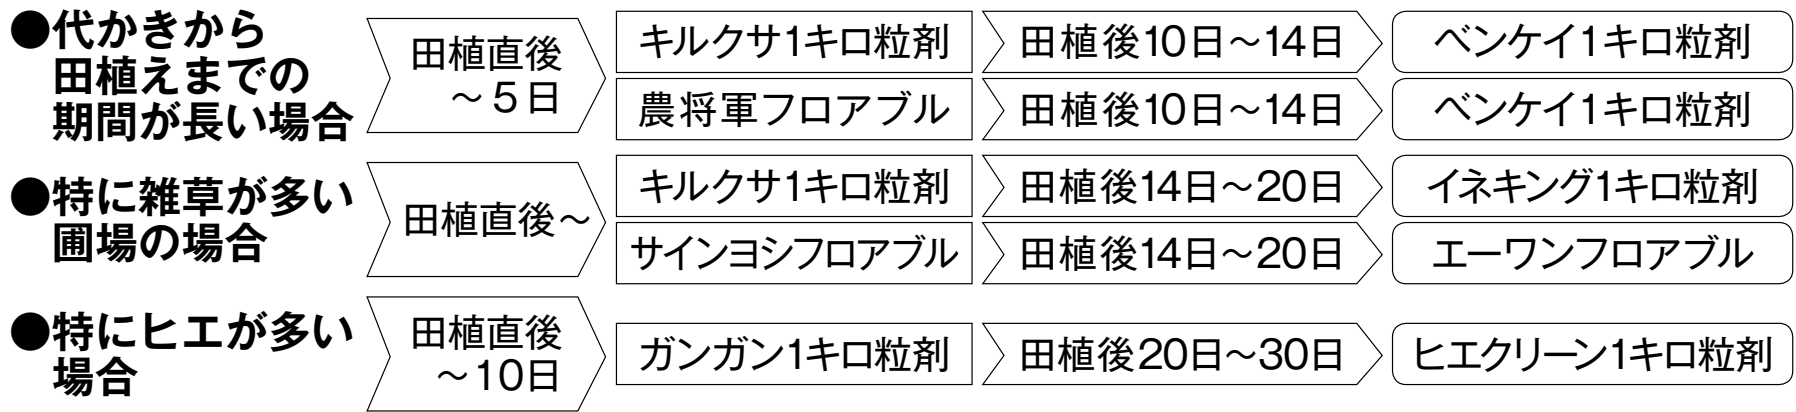 ●代かきから
田植えまでの
期間が長い場合
田植直後
～5日
キルクサ1キロ粒剤
田植後10日～14日
ベンケイ1キロ粒剤
農将軍フロアブル
田植後10日～14日
ベンケイ1キロ粒剤
●特に雑草が多い
圃場の場合
田植直後～
キルクサ1キロ粒剤
田植後14日～20日
イネキング1キロ粒剤
サインヨシフロアブル
田植後14日～20日
エーワンフロアブル
●特にヒエが多い
場合
田植直後
～10日
ガンガン1キロ粒剤
田植後20日～30日
ヒエクリーン1キロ粒剤